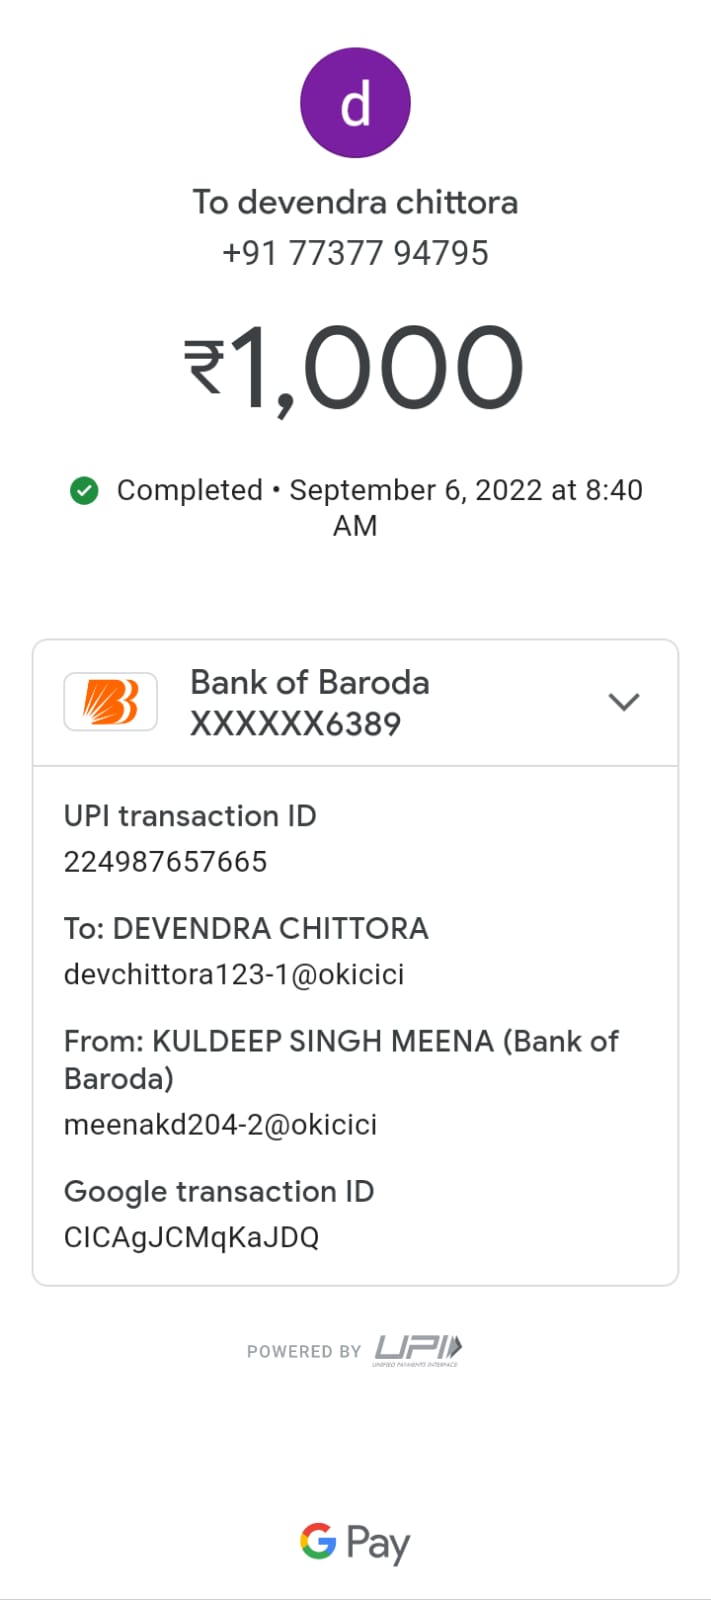 d
To devendra chittora
+91 77377 94795
₹1,000
Completed • September 6, 2022 at 8:40
AM
Bank of Baroda
XXXXXX6389
UPI transaction ID
224987657665
To: DEVENDRA CHITTORA
devchittora123-1@okicici
From: KULDEEP SINGH MEENA (Bank of
Baroda)
meenakd204-2@okicici
Google transaction ID
CICAgJCMqKaJDQ
POWERED BY UPI
UNIFIED PAYMENTS INTERFACE
G Pay